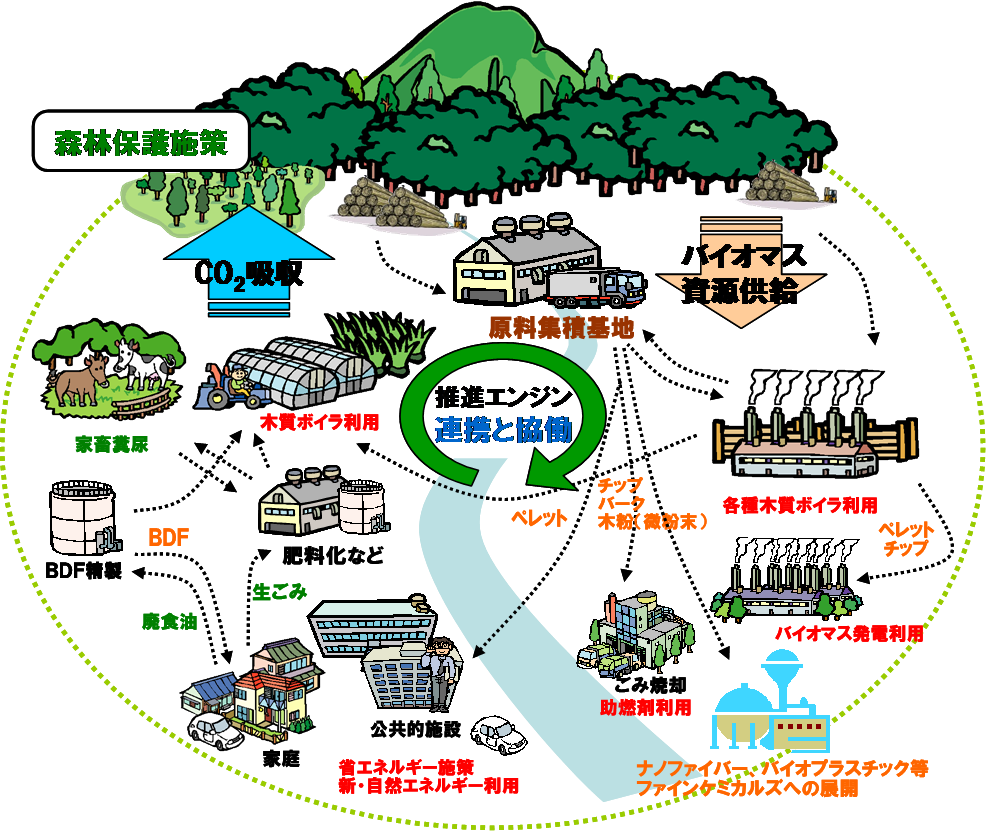 森林保護施策
CO₂吸収
バイオマス
資源供給
原料集積基地
推進エンジン
連携と協働
家畜糞尿
木質ボイラ利用
各種木質ボイラ利用
チップ
バーク
木粉(微粉末)
ペレット
ペレット
チップ
BDF
BDF精製
肥料化など
生ごみ
廃食油
バイオマス発電利用
ごみ焼却
助燃剤利用
公共的施設
家庭
省エネルギー施策
新・自然エネルギー利用
ナノファイバー、バイオプラスチック等
ファインケミカルズへの展開